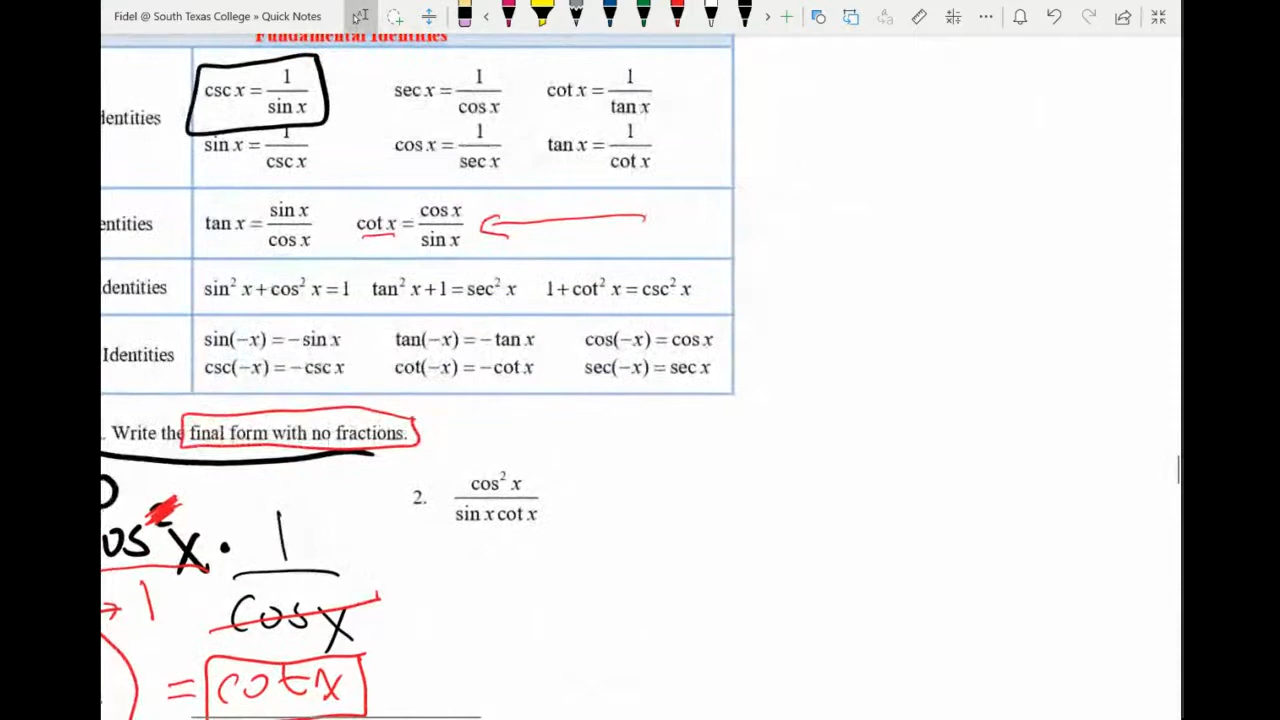 Fidel @ South Texas College » Quick Notes
Fundamental Identities
csc x = 1/sin x sec x = 1/cos x cot x = 1/tan x
dentities
sin x = 1/csc x cos x = 1/sec x tan x = 1/cot x
entities tan x = sin x/cos x cot x = cos x/sin x
dentities sin² x + cos² x = 1 tan² x + 1 = sec² x 1 + cot² x = csc² x
sin(−x) = − sin x tan(−x) = − tan x cos(−x) = cos x
Identities
csc(−x) = − csc x cot(−x) = − cot x sec(−x) = sec x
. Write the final form with no fractions.
2. cos² x/sin x cot x
os²x · 1/cos x
→ 1
= cot x